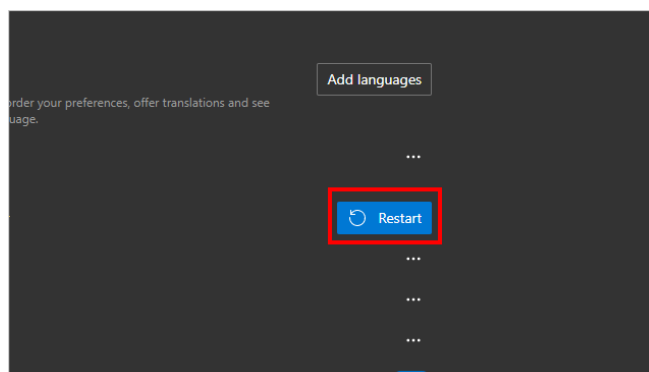 Add languages
order your preferences, offer translations and see
uage.
...
Restart
...
...
...